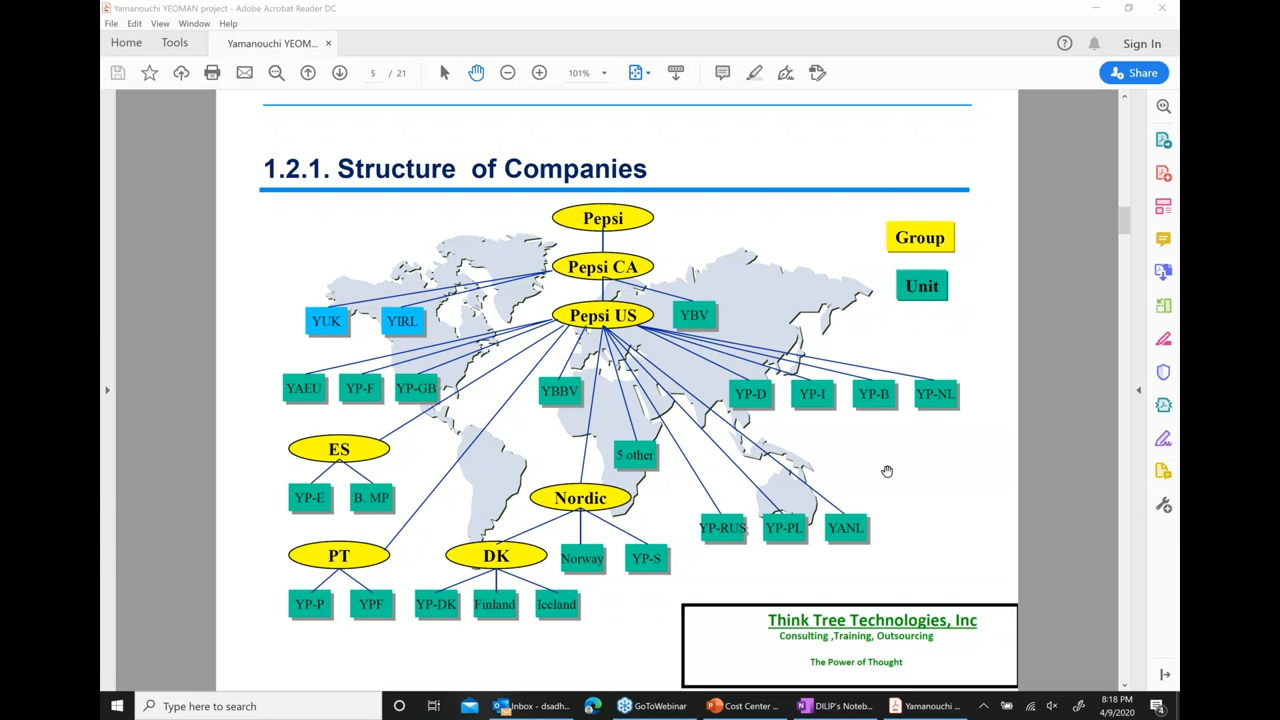 Yamanouchi YEOMAN project - Adobe Acrobat Reader DC
File Edit View Window Help
Home Tools Yamanouchi YEOM... × Sign In
5 / 21 101% Share
1.2.1. Structure of Companies
Pepsi
Group
Pepsi CA
Unit
YUK YIRL Pepsi US YBV
YAEU YP-F YP-GB YBBV YP-D YP-I YP-B YP-NL
ES 5 other
YP-E B. MP Nordic
YP-RUS YP-PL YANL
PT DK Norway YP-S
YP-P YPF YP-DK Finland Iceland
Think Tree Technologies, Inc
Consulting ,Training, Outsourcing
The Power of Thought
Type here to search Inbox - dsadh... GoToWebinar Cost Center ... DILIP's Noteb... Yamanouchi ... 8:18 PM
4/9/2020 4